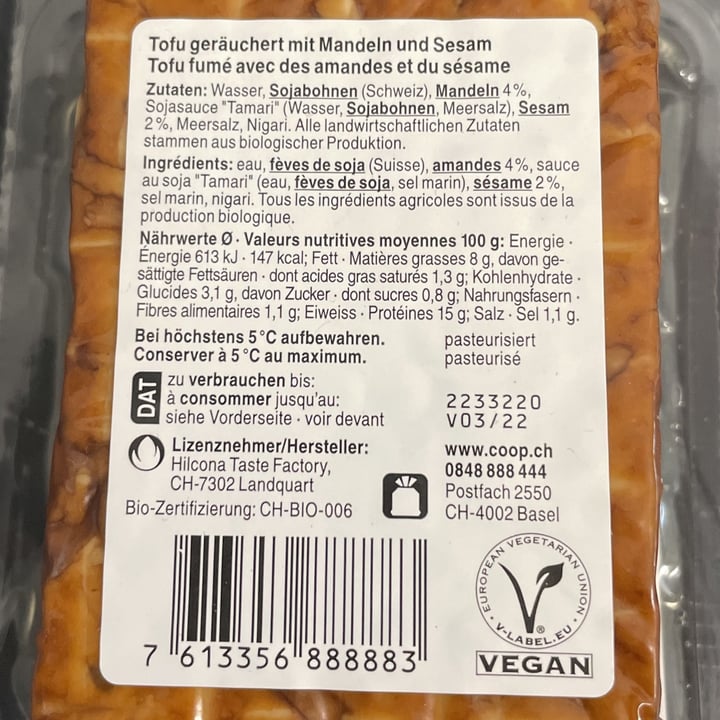 Tofu geräuchert mit Mandeln und Sesam
Tofu fumé avec des amandes et du sésame
Zutaten: Wasser, Sojabohnen (Schweiz), Mandeln 4%,
Sojasauce "Tamari" (Wasser, Sojabohnen, Meersalz), Sesam
2%, Meersalz, Nigari. Alle landwirtschaftlichen Zutaten
stammen aus biologischer Produktion.
Ingrédients: eau, fèves de soja (Suisse), amandes 4%, sauce
au soja "Tamari" (eau, fèves de soja, sel marin), sésame 2%,
sel marin, nigari. Tous les ingrédients agricoles sont issus de la
production biologique.
Nährwerte Ø · Valeurs nutritives moyennes 100 g: Energie ·
Énergie 613 kJ · 147 kcal; Fett · Matières grasses 8 g, davon ge-
sättigte Fettsäuren · dont acides gras saturés 1,3 g; Kohlenhydrate ·
Glucides 3,1 g, davon Zucker · dont sucres 0,8 g; Nahrungsfasern ·
Fibres alimentaires 1,1 g; Eiweiss · Protéines 15 g; Salz · Sel 1,1 g.
Bei höchstens 5°C aufbewahren.
Conserver à 5°C au maximum.
pasteurisiert
pasteurisé
DAT
zu verbrauchen bis:
à consommer jusqu'au:
siehe Vorderseite · voir devant
2233220
V03/22
Lizenznehmer/Hersteller:
Hilcona Taste Factory,
CH-7302 Landquart
Bio-Zertifizierung: CH-BIO-006
www.coop.ch
0848 888 444
Postfach 2550
CH-4002 Basel
7 613356 888883
EUROPEAN VEGETARIAN UNION
· V-LABEL.EU ·
®
VEGAN